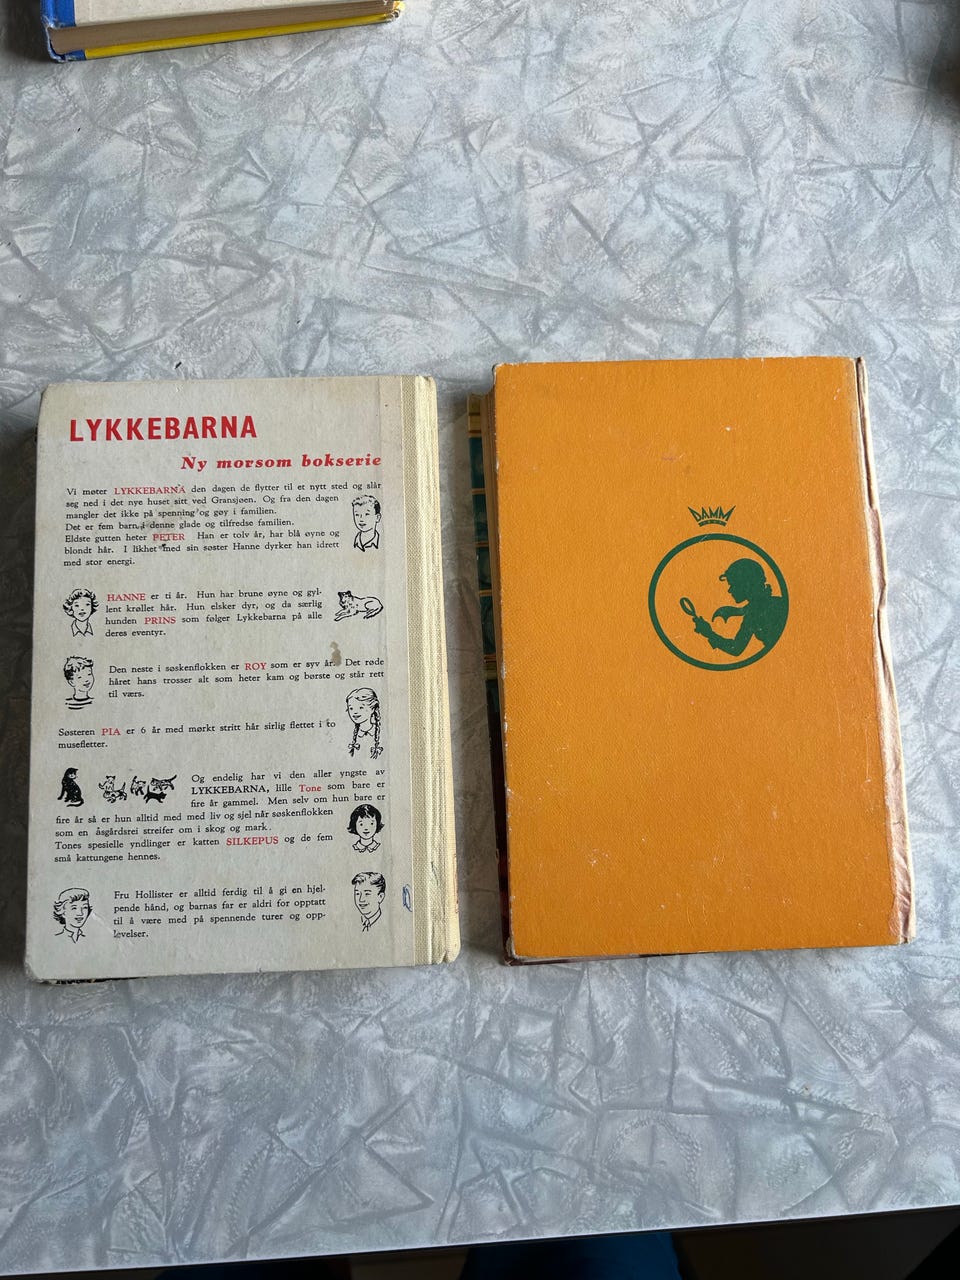 LYKKEBARNA
Ny morsom bokserie
Vi møter LYKKEBARNA den dagen de flytter til et nytt sted og slår
seg ned i det nye huset sitt ved Gransjøen. Og fra den dagen
mangler det ikke på spenning og gøy i familien.
Det er fem barn i denne glade og tilfredse familien.
Eldste gutten heter PETER Han er tolv år, har blå øyne og
blondt hår. I likhet med sin søster Hanne dyrker han idrett
med stor energi.
HANNE er ti år. Hun har brune øyne og gyl-
lent krøllet hår. Hun elsker dyr, og da særlig
hunden PRINS som følger Lykkebarna på alle
deres eventyr.
Den neste i søskenflokken er ROY som er syv år. Det røde
håret hans trosser alt som heter kam og børste og står rett
til værs.
Søsteren PIA er 6 år med mørkt stritt hår sirlig flettet i to
musefletter.
Og endelig har vi den aller yngste av
LYKKEBARNA, lille Tone som bare er
fire år gammel. Men selv om hun bare er
fire år så er hun alltid med med liv og sjel når søskenflokken
som en åsgårdsrei streifer om i skog og mark.
Tones spesielle yndlinger er katten SILKEPUS og de fem
små kattungene hennes.
Fru Hollister er alltid ferdig til å gi en hjel-
pende hånd, og barnas far er aldri for opptatt
til å være med på spennende turer og opp-
levelser.
DAMM